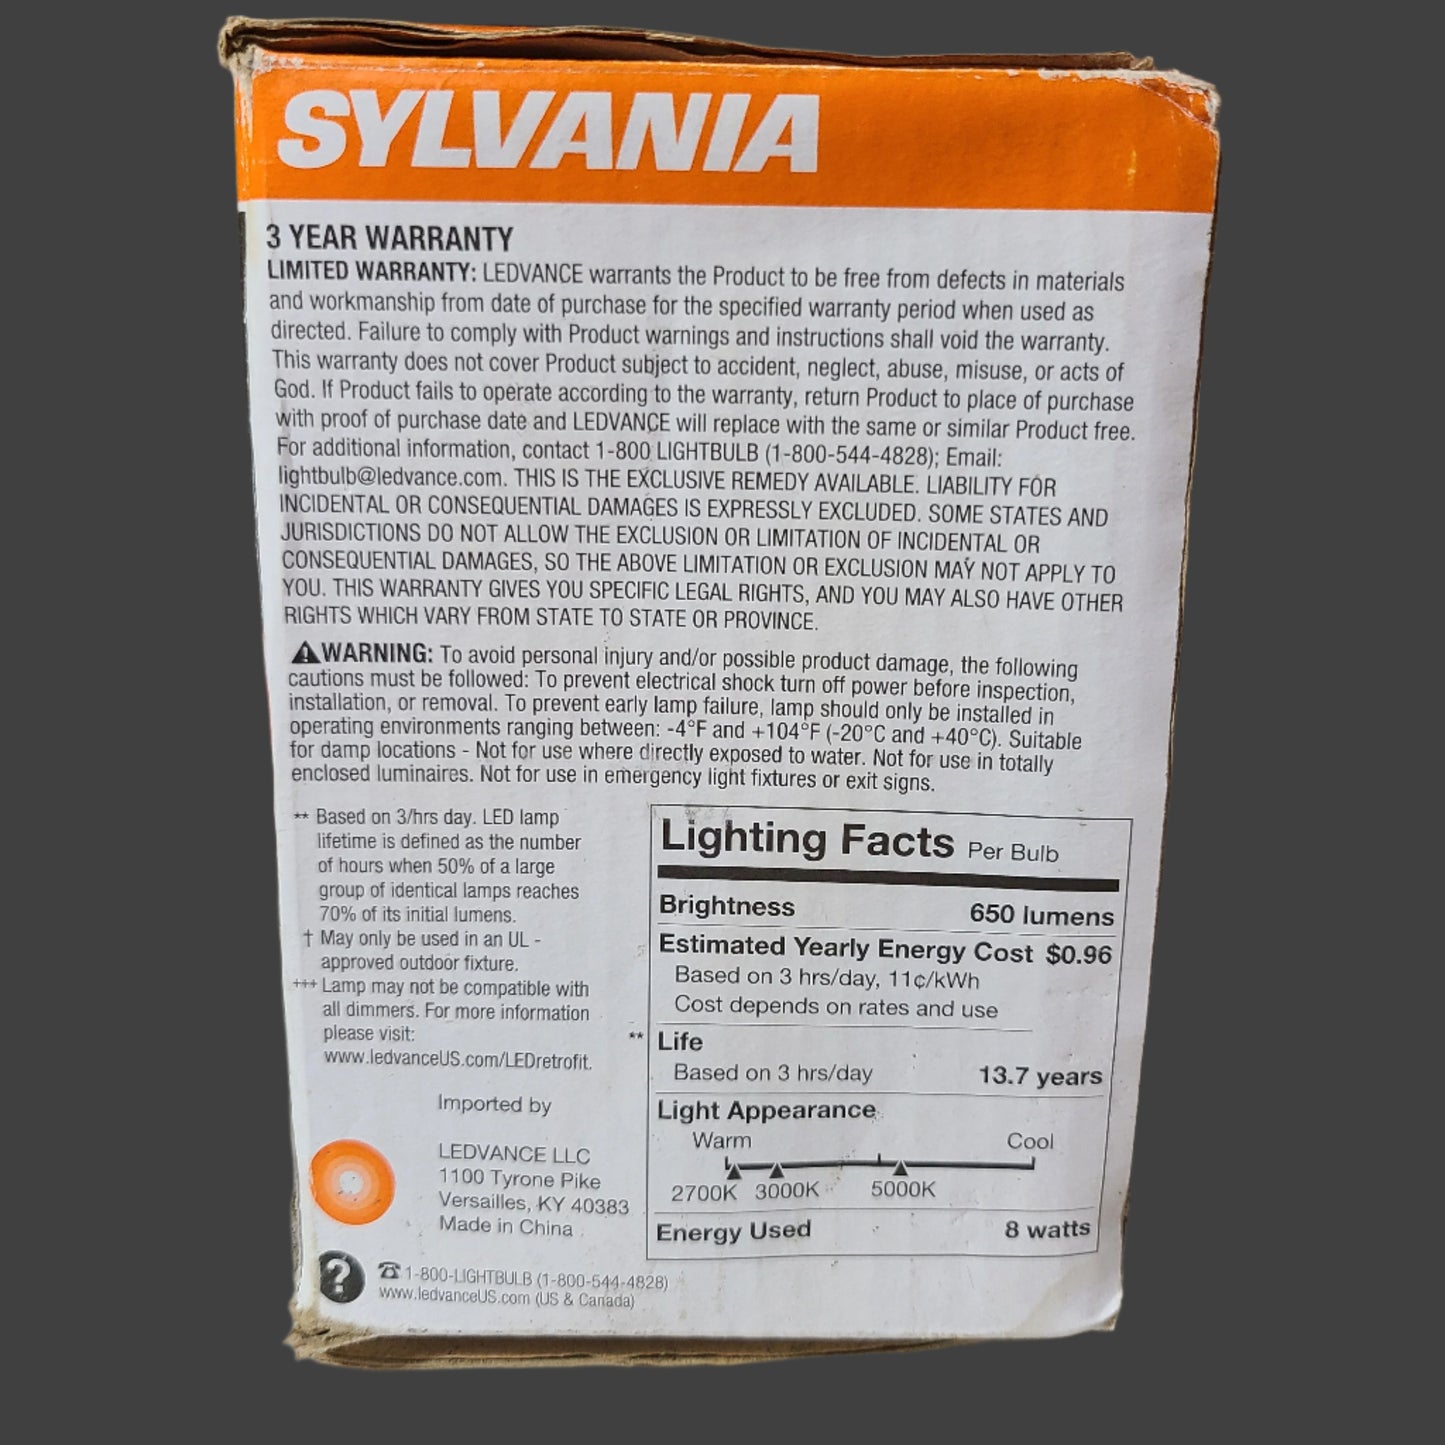 SYLVANIA
3 YEAR WARRANTY
LIMITED WARRANTY: LEDVANCE warrants the Product to be free from defects in materials
and workmanship from date of purchase for the specified warranty period when used as
directed. Failure to comply with Product warnings and instructions shall void the warranty.
This warranty does not cover Product subject to accident, neglect, abuse, misuse, or acts of
God. If Product fails to operate according to the warranty, return Product to place of purchase
with proof of purchase date and LEDVANCE will replace with the same or similar Product free.
For additional information, contact 1-800 LIGHTBULB (1-800-544-4828); Email:
lightbulb@ledvance.com. THIS IS THE EXCLUSIVE REMEDY AVAILABLE. LIABILITY FOR
INCIDENTAL OR CONSEQUENTIAL DAMAGES IS EXPRESSLY EXCLUDED. SOME STATES AND
JURISDICTIONS DO NOT ALLOW THE EXCLUSION OR LIMITATION OF INCIDENTAL OR
CONSEQUENTIAL DAMAGES, SO THE ABOVE LIMITATION OR EXCLUSION MAY NOT APPLY TO
YOU. THIS WARRANTY GIVES YOU SPECIFIC LEGAL RIGHTS, AND YOU MAY ALSO HAVE OTHER
RIGHTS WHICH VARY FROM STATE TO STATE OR PROVINCE.
⚠WARNING: To avoid personal injury and/or possible product damage, the following
cautions must be followed: To prevent electrical shock turn off power before inspection,
installation, or removal. To prevent early lamp failure, lamp should only be installed in
operating environments ranging between: -4°F and +104°F (-20°C and +40°C). Suitable
for damp locations - Not for use where directly exposed to water. Not for use in totally
enclosed luminaires. Not for use in emergency light fixtures or exit signs.
** Based on 3/hrs day. LED lamp
lifetime is defined as the number
of hours when 50% of a large
group of identical lamps reaches
70% of its initial lumens.
† May only be used in an UL -
approved outdoor fixture.
+++ Lamp may not be compatible with
all dimmers. For more information
please visit:
www.ledvanceUS.com/LEDretrofit.
Imported by
LEDVANCE LLC
1100 Tyrone Pike
Versailles, KY 40383
Made in China
? ☎ 1-800-LIGHTBULB (1-800-544-4828)
www.ledvanceUS.com (US & Canada)
Lighting Facts Per Bulb
Brightness 650 lumens
Estimated Yearly Energy Cost $0.96
Based on 3 hrs/day, 11¢/kWh
Cost depends on rates and use
** Life
Based on 3 hrs/day 13.7 years
Light Appearance
Warm Cool
2700K 3000K 5000K
Energy Used 8 watts